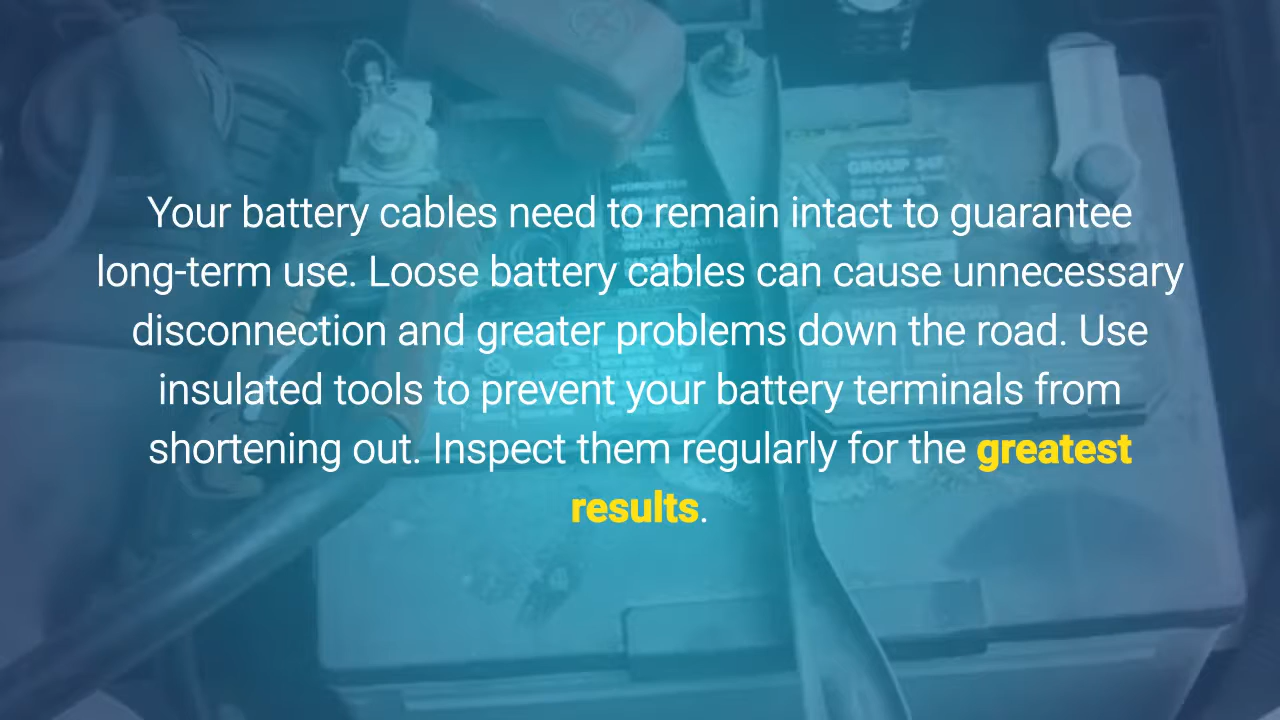 Your battery cables need to remain intact to guarantee
long-term use. Loose battery cables can cause unnecessary
disconnection and greater problems down the road. Use
insulated tools to prevent your battery terminals from
shortening out. Inspect them regularly for the greatest
results.
HYDROMETER